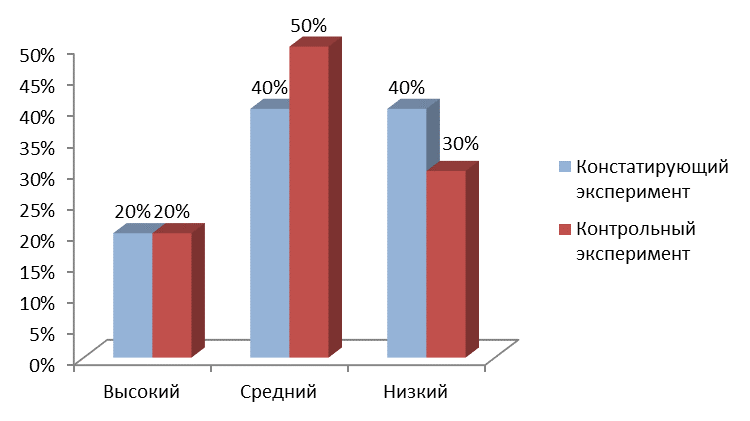 50%
50%
45%
40%
40%
40%
35%
30%
30%
25%
20%
20%
20%
15%
10%
5%
0%
Высокий
Средний
Низкий
Констатирующий
эксперимент
Контрольный
эксперимент